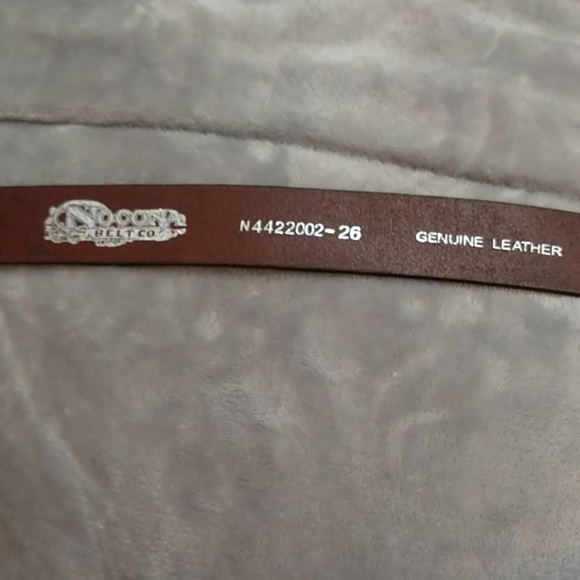 NOCONA
BELT CO.
N4422002-26
GENUINE LEATHER